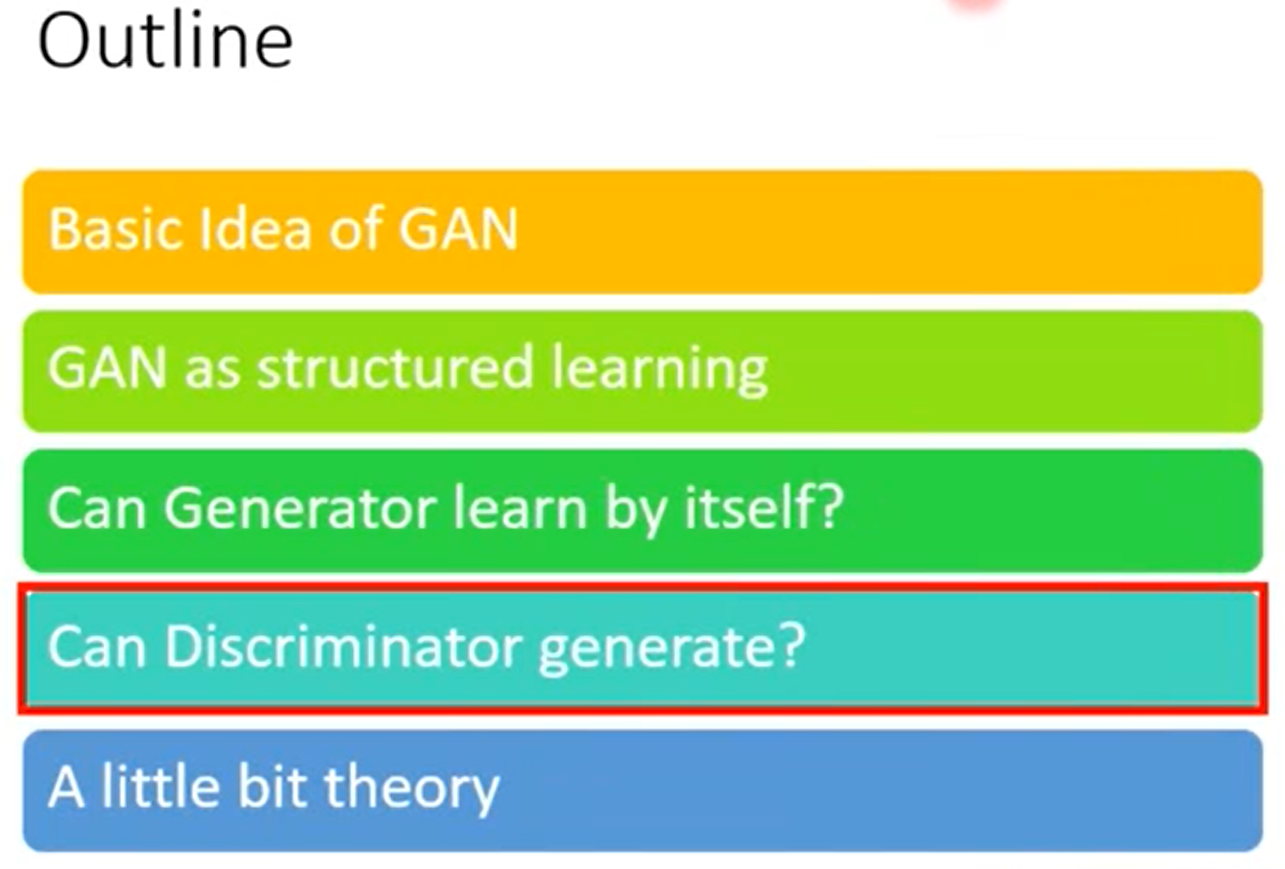 Outline
Basic Idea of GAN
GAN as structured learning
Can Generator learn by itself?
Can Discriminator generate?
A little bit theory